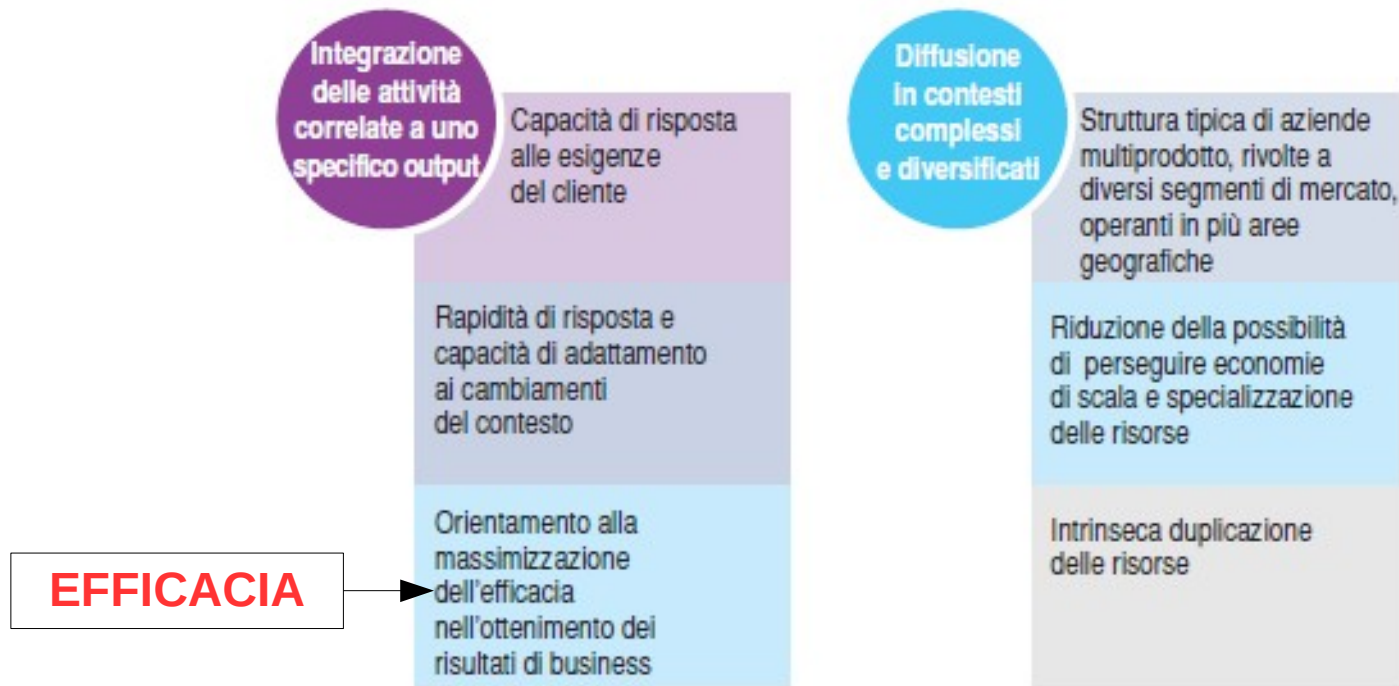 Integrazione
delle attività
correlate a uno
specifico output
Capacità di risposta
alle esigenze
del cliente
Rapidità di risposta e
capacità di adattamento
ai cambiamenti
del contesto
Orientamento alla
massimizzazione
dell'efficacia
nell'ottenimento dei
risultati di business
EFFICACIA
Diffusione
in contesti
complessi
e diversificati
Struttura tipica di aziende
multiprodotto, rivolte a
diversi segmenti di mercato,
operanti in più aree
geografiche
Riduzione della possibilità
di perseguire economie
di scala e specializzazione
delle risorse
Intrinseca duplicazione
delle risorse